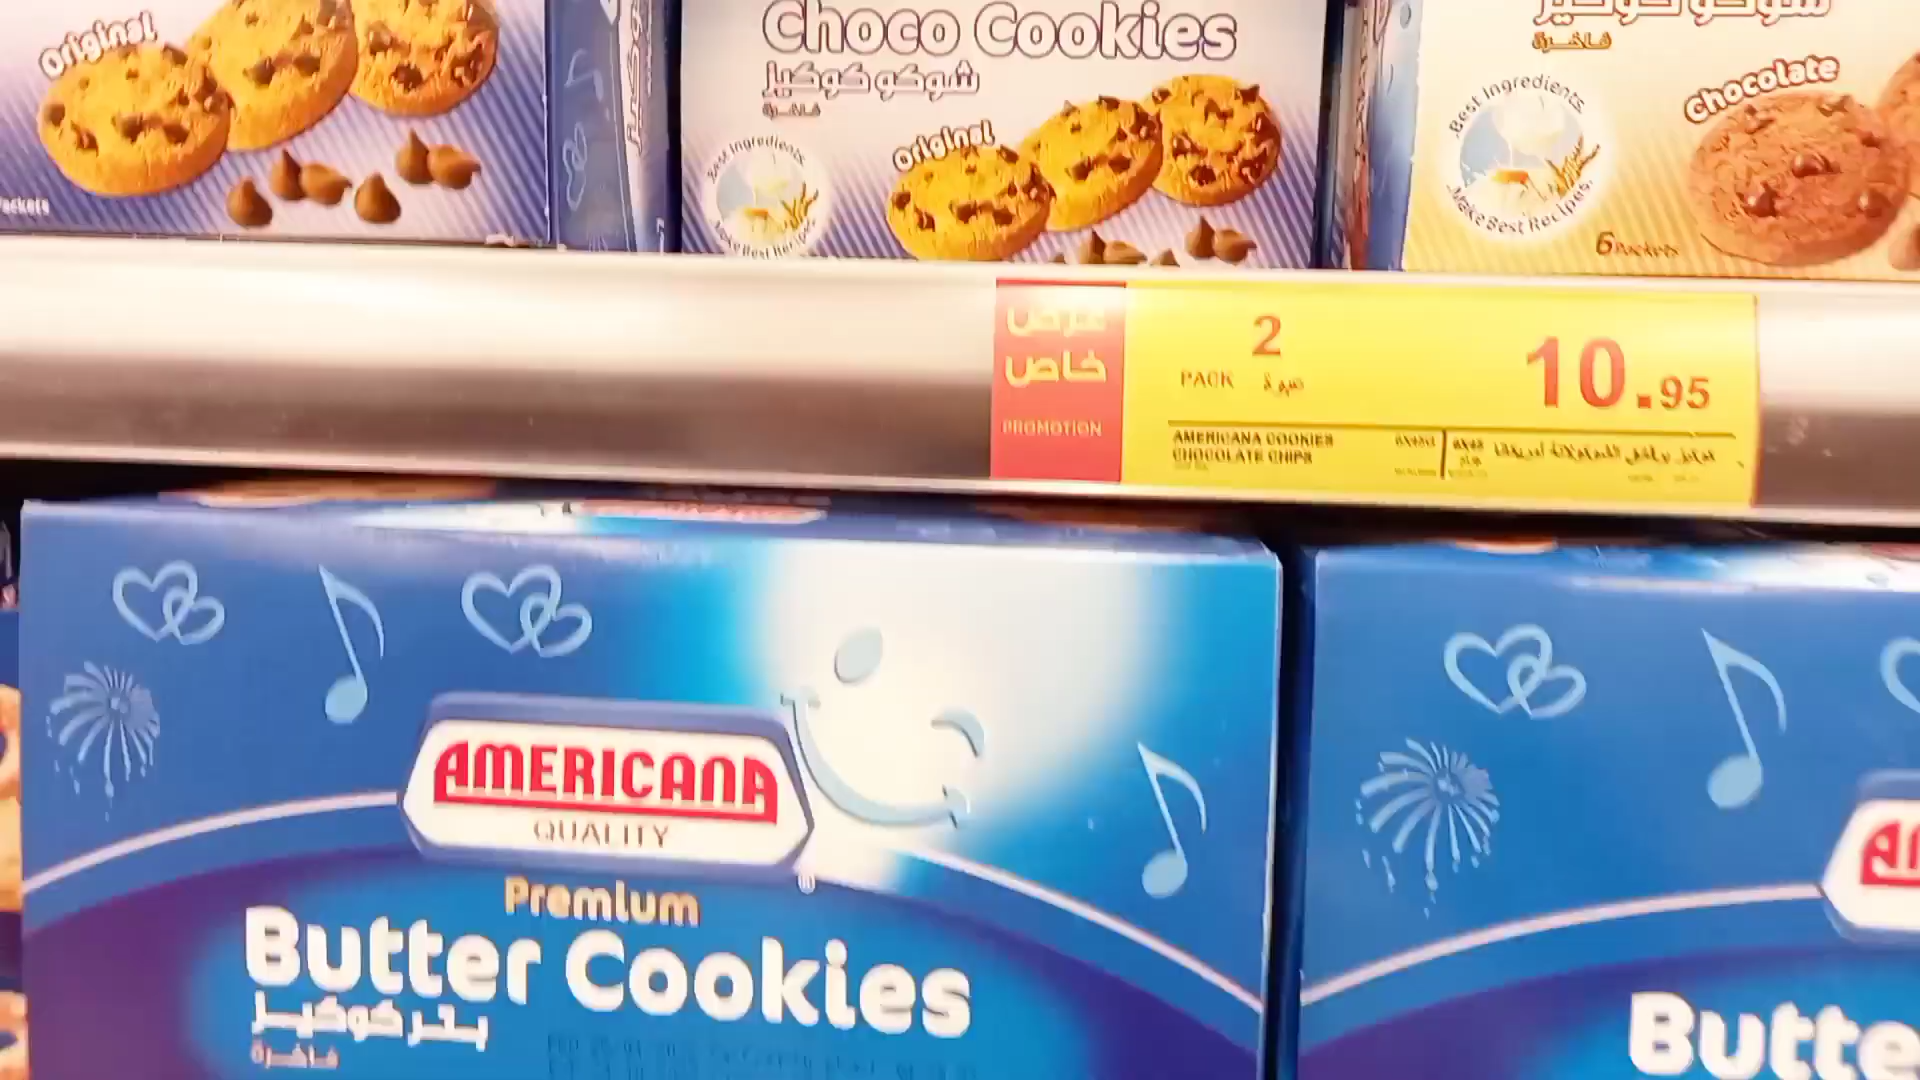 Original
Packets
Choco Cookies
شوكو كوكيز
فاخرة
Best Ingredients
Make Best Recipes
Original
شوكو كوكيز
فاخرة
Best Ingredients
Make Best Recipes.
Chocolate
6 Packets
عرض
خاص
PROMOTION
2
PACK
10.95
AMERICANA COOKIES
CHOCOLATE CHIPS
AMERICANA
QUALITY
Premium
Butter Cookies
بتر كوكيز
فاخرة
AM
Butte